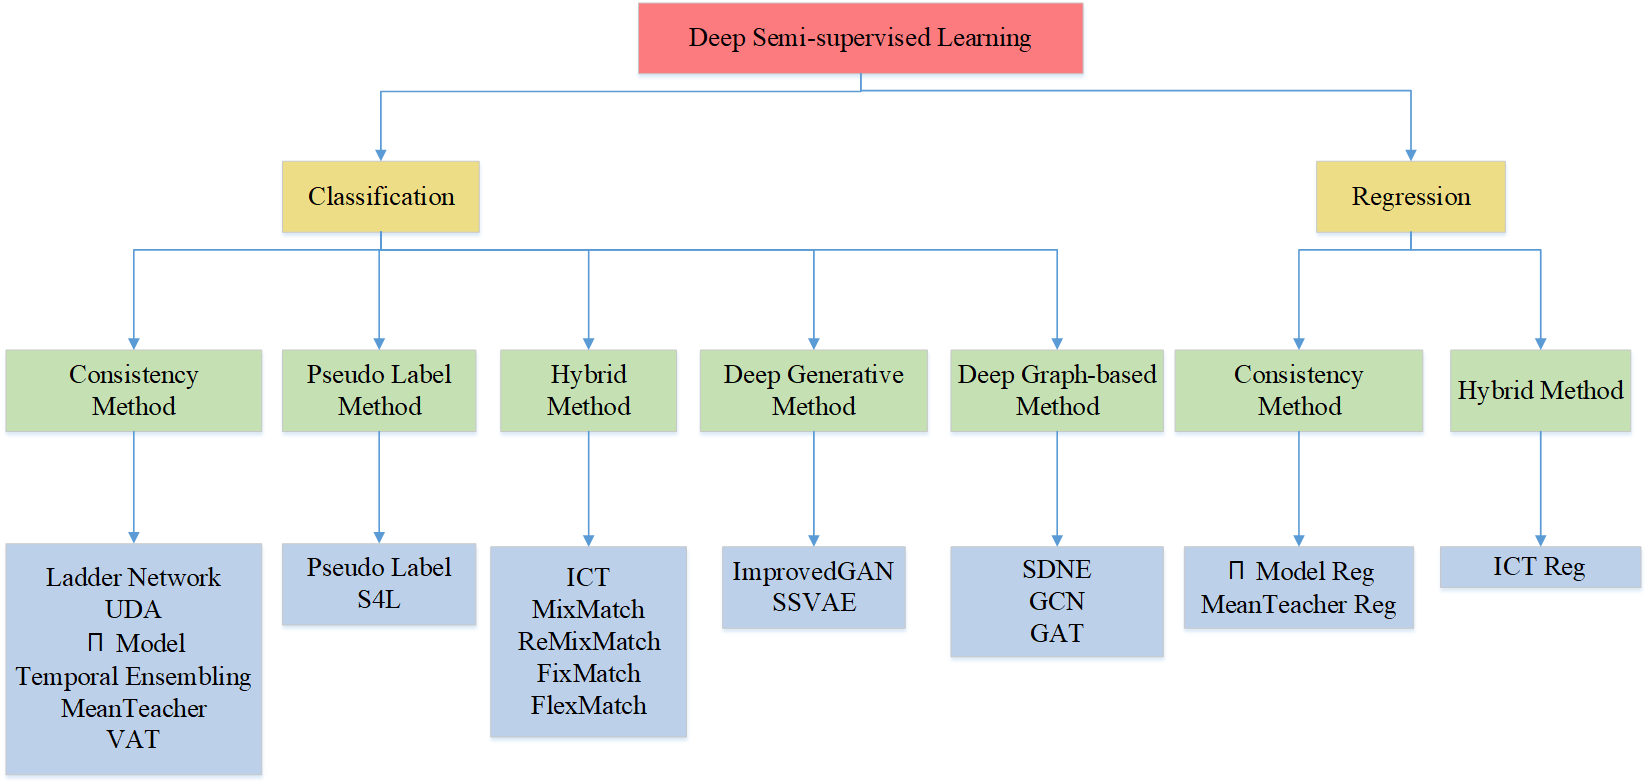 Deep Semi-supervised Learning
Classification
Regression
Consistency
Method
Pseudo Label
Method
Hybrid
Method
Deep Generative
Method
Deep Graph-based
Method
Consistency
Method
Hybrid Method
Ladder Network
UDA
Π Model
Temporal Ensembling
MeanTeacher
VAT
Pseudo Label
S4L
ICT
MixMatch
ReMixMatch
FixMatch
FlexMatch
ImprovedGAN
SSVAE
SDNE
GCN
GAT
Π Model Reg
MeanTeacher Reg
ICT Reg